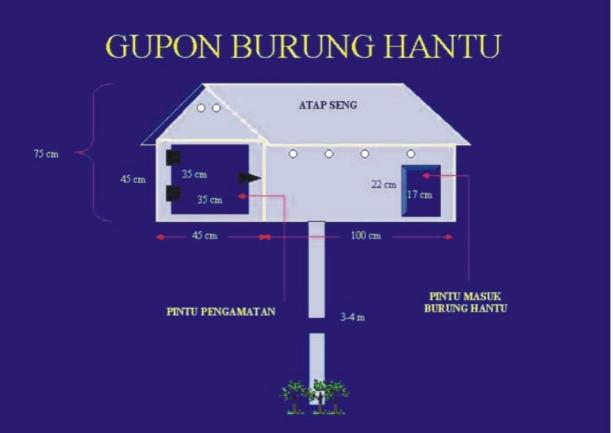 GUPON BURUNG HANTU
ATAP SENG
75 cm
45 cm
35 cm
35 cm
22 cm
17 cm
45 cm
100 cm
PINTU PENGAMATAN
3-4 m
PINTU MASUK
BURUNG HANTU